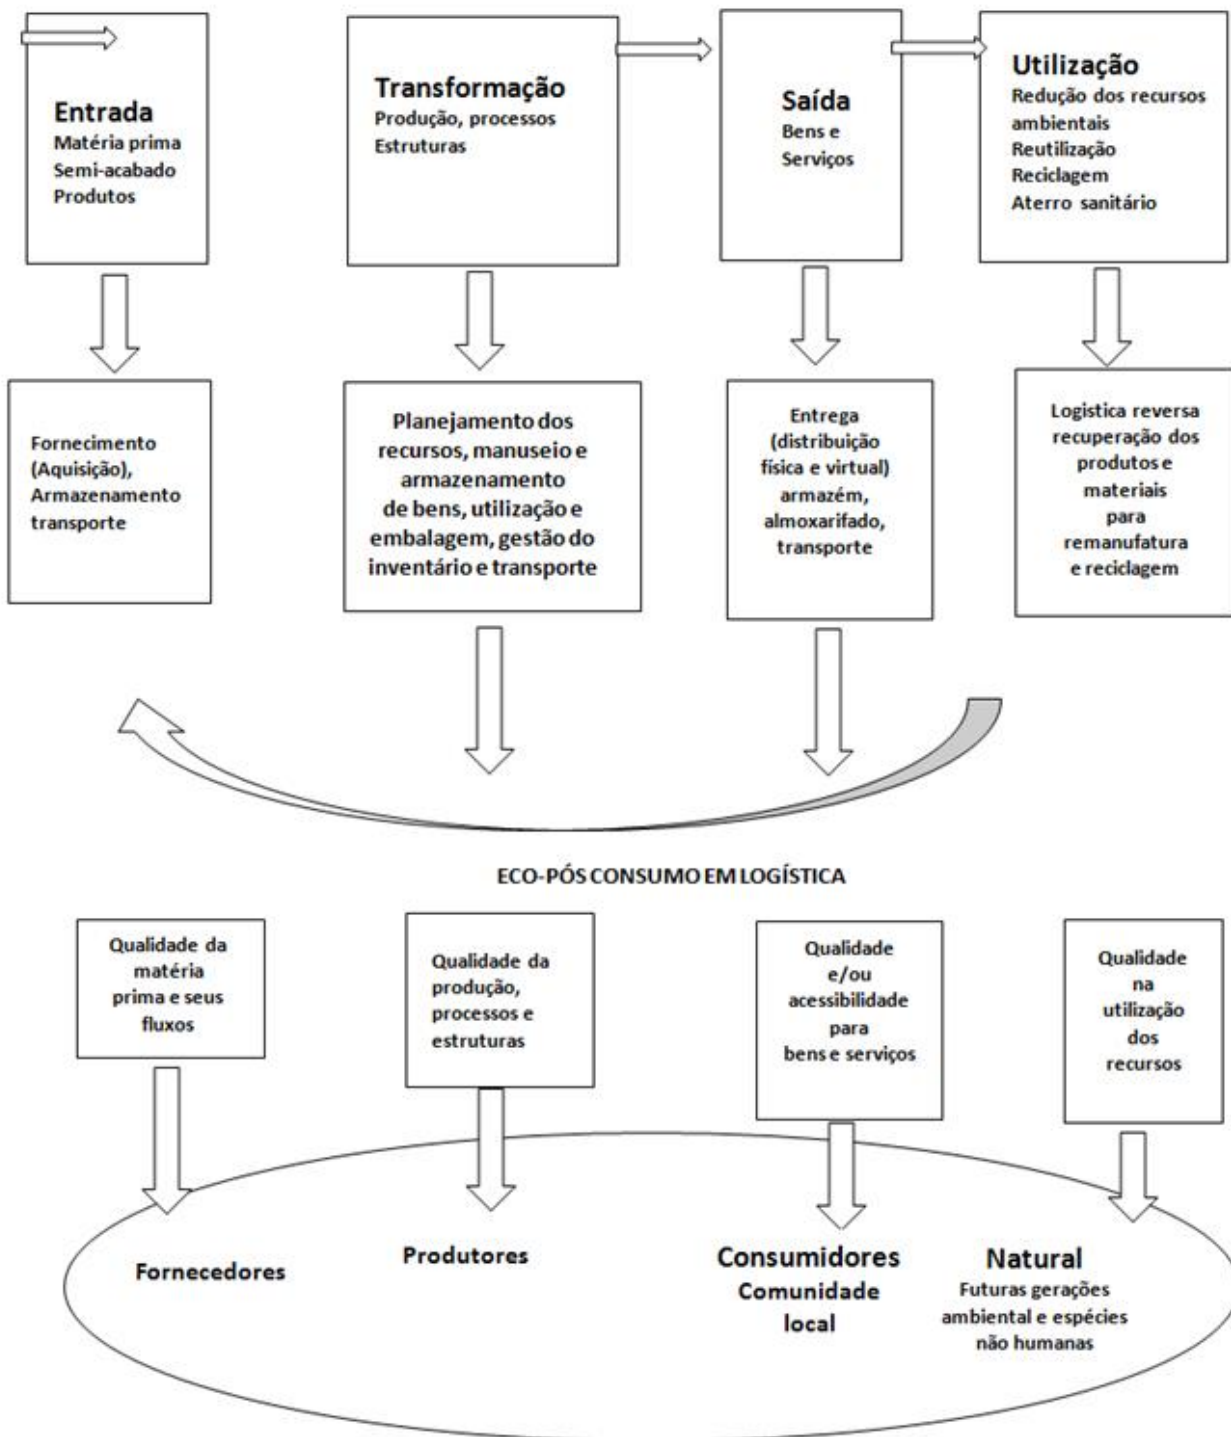 Entrada
Matéria prima
Semi-acabado
Produtos
Transformação
Produção, processos
Estruturas
Saída
Bens e
Serviços
Utilização
Redução dos recursos
ambientais
Reutilização
Reciclagem
Aterro sanitário
Fornecimento
(Aquisição),
Armazenamento
transporte
Planejamento dos
recursos, manuseio e
armazenamento
de bens, utilização e
embalagem, gestão do
inventário e transporte
Entrega
(distribuição
física e virtual)
armazém,
almoxarifado,
transporte
Logistica reversa
recuperação dos
produtos e
materiais
para
remanufatura
e reciclagem
ECO-PÓS CONSUMO EM LOGÍSTICA
Qualidade da
matéria
prima e seus
fluxos
Qualidade da
produção,
processos e
estruturas
Qualidade
e/ou
acessibilidade
para
bens e serviços
Qualidade
na
utilização
dos
recursos
Fornecedores
Produtores
Consumidores
Comunidade
local
Natural
Futuras gerações
ambiental e espécies
não humanas